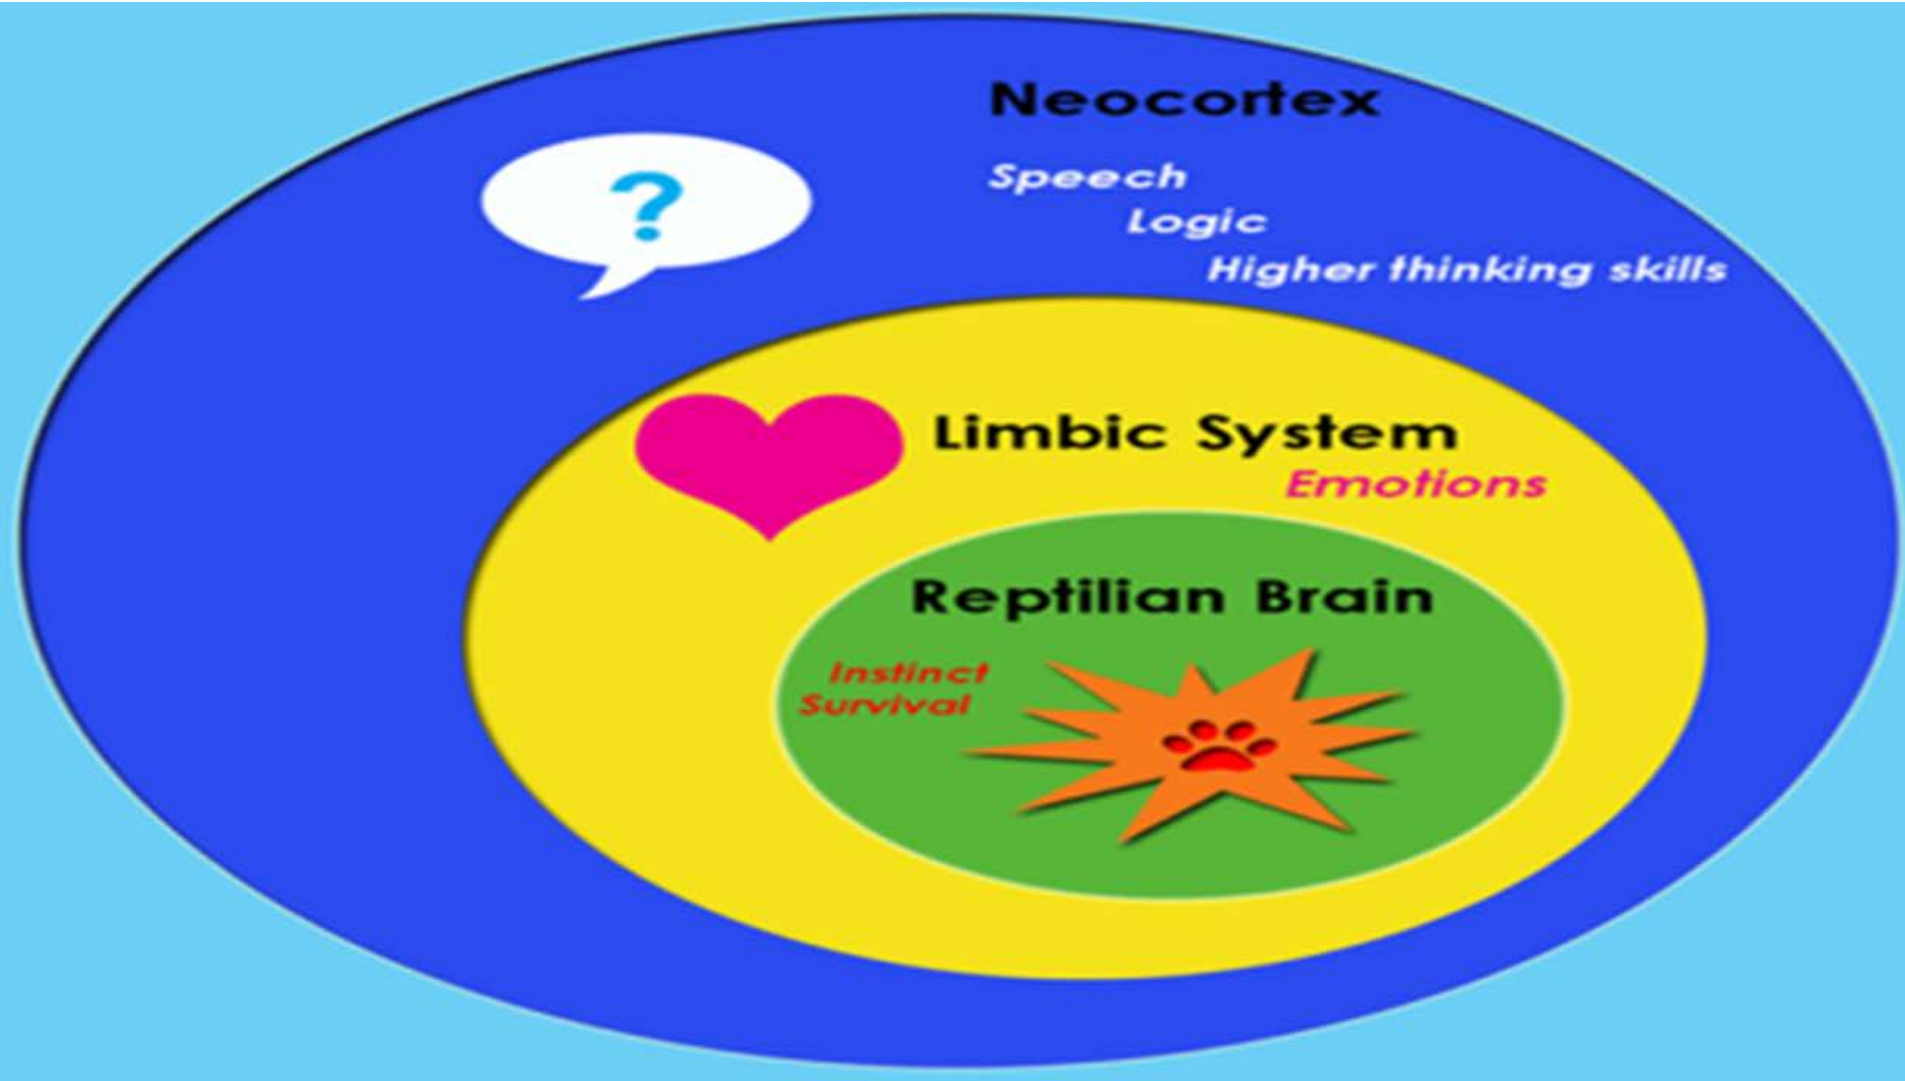 Neocortex
?
Speech
Logic
Higher thinking skills
Limbic System
Emotions
Reptilian Brain
Instinct
Survival